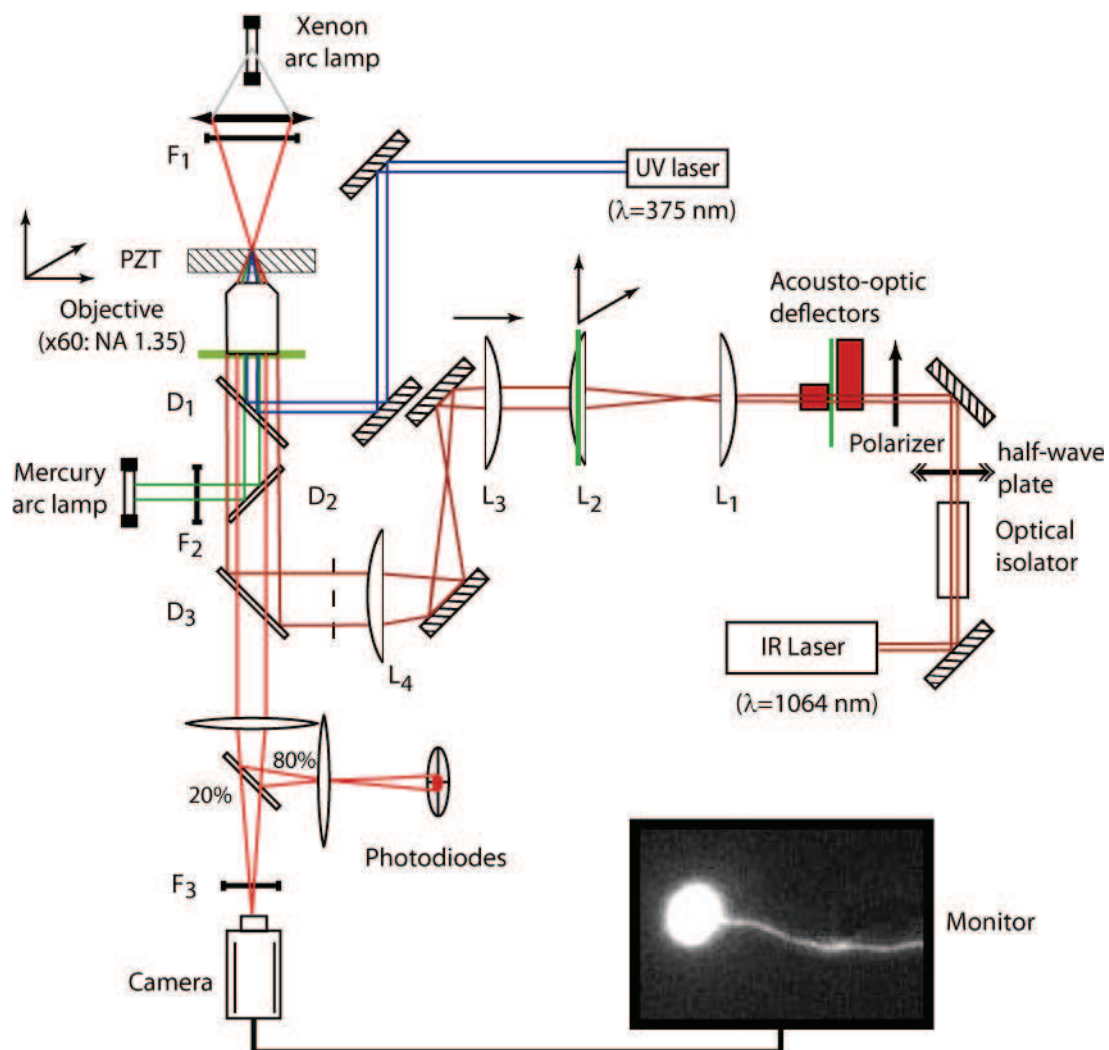 Xenon
arc lamp
F1
UV laser
(λ=375 nm)
PZT
Objective
(x60: NA 1.35)
Acousto-optic
deflectors
D1
Polarizer
half-wave
plate
Mercury
arc lamp
D2
L3
L2
L1
F2
Optical
isolator
D3
IR Laser
L4
(λ=1064 nm)
80%
20%
Photodiodes
F3
Monitor
Camera